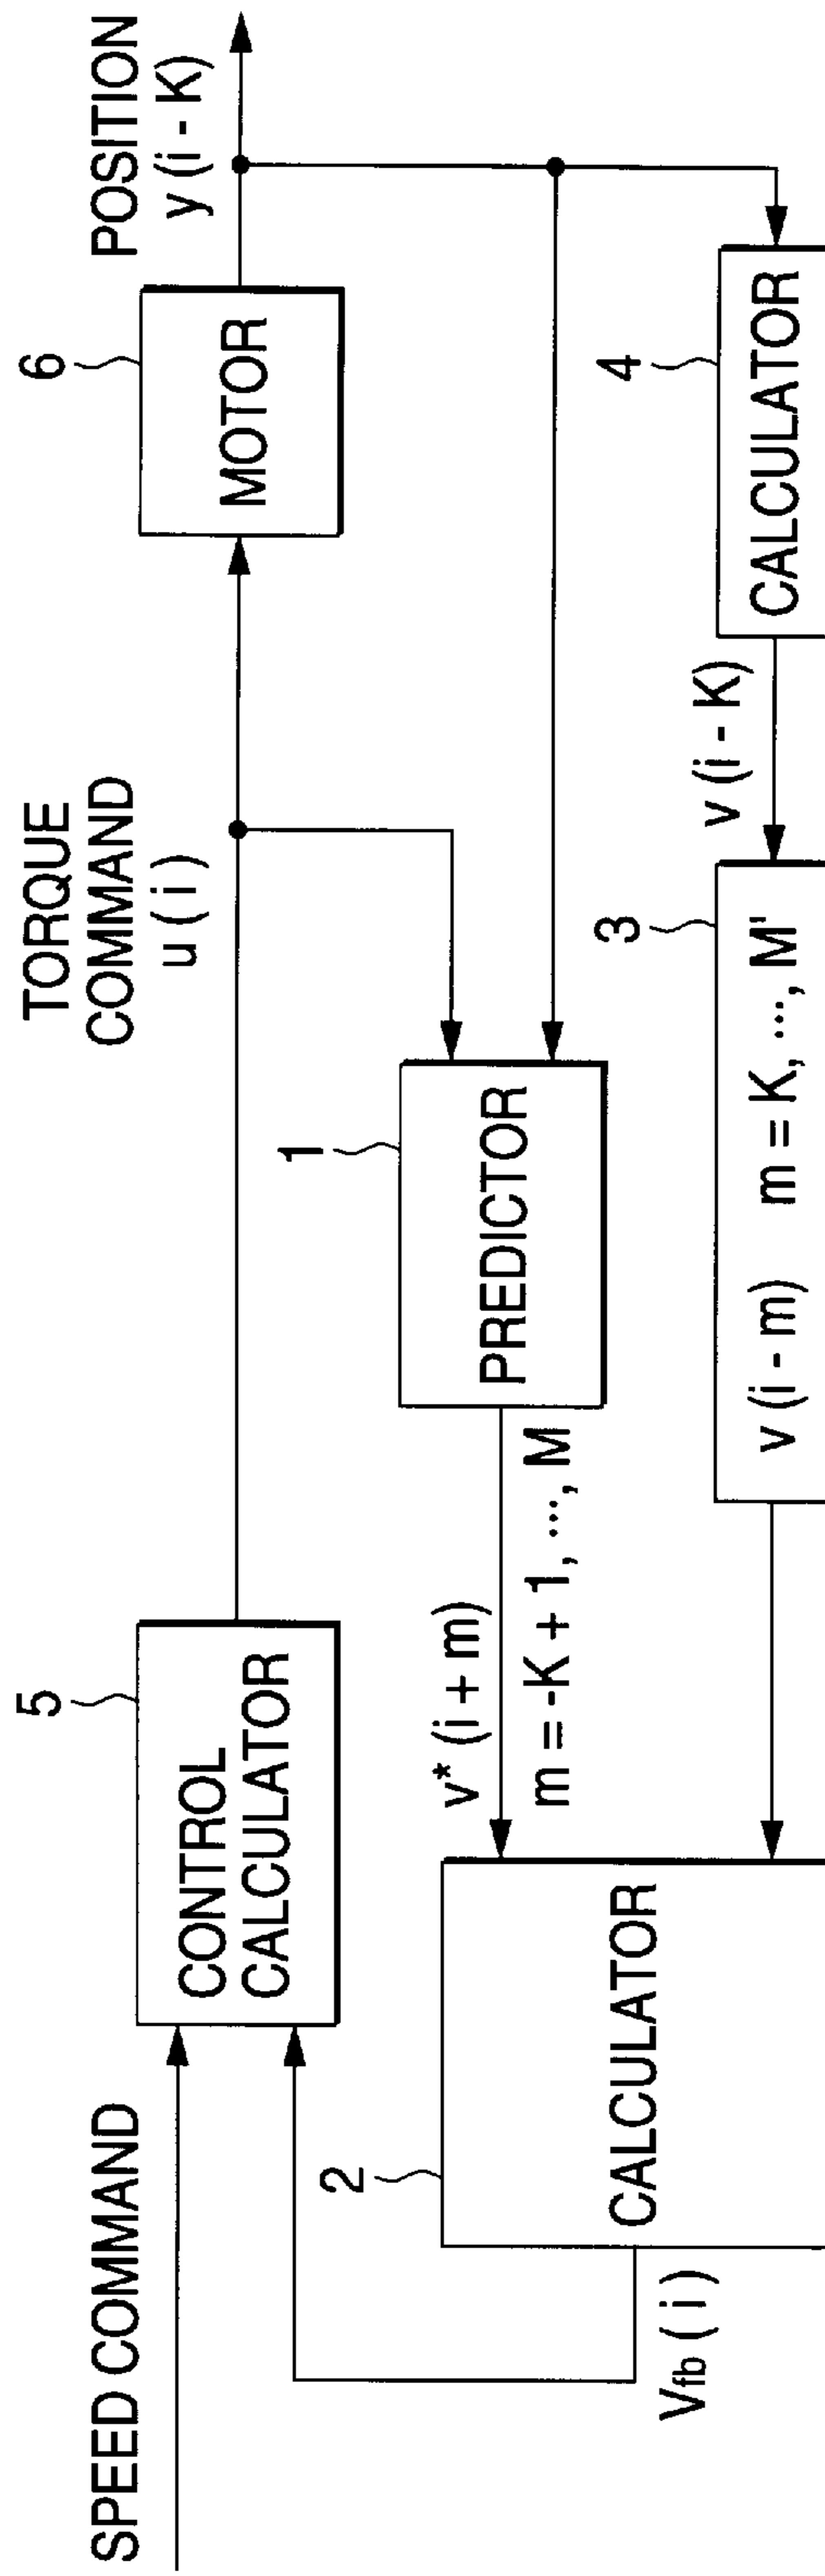 SPEED COMMAND
5
CONTROL
CALCULATOR
TORQUE
COMMAND
u ( i )
6
MOTOR
POSITION
y (i - K)
1
PREDICTOR
v* (i + m)
m = -K + 1, ..., M
2
CALCULATOR
Vfb ( i )
3
v (i - m) m = K, ..., M'
v (i - K)
4
CALCULATOR